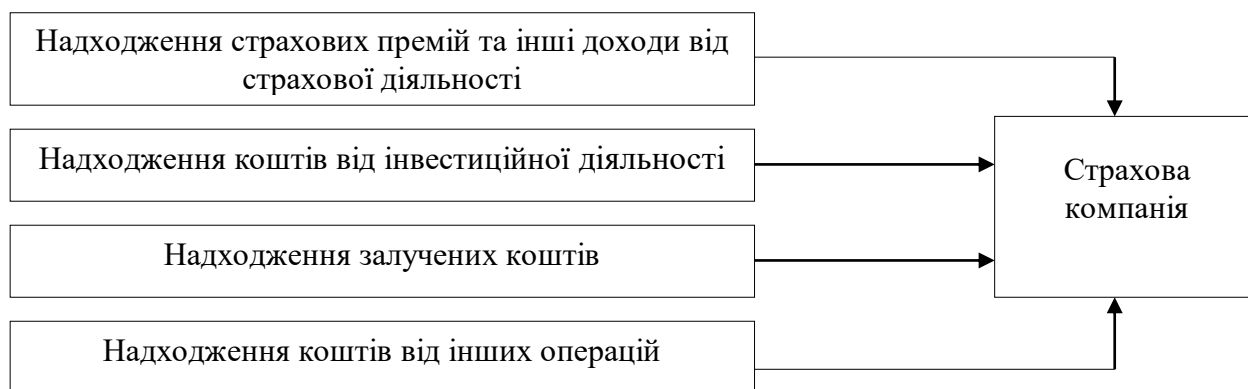 Надходження страхових премій та інші доходи від
страхової діяльності
Надходження коштів від інвестиційної діяльності
Страхова
компанія
Надходження залучених коштів
Надходження коштів від інших операцій